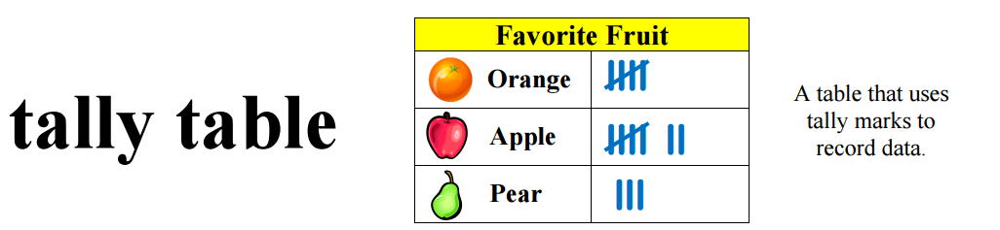 tally table
Favorite Fruit
Orange
Apple
Pear
A table that uses
tally marks to
record data.